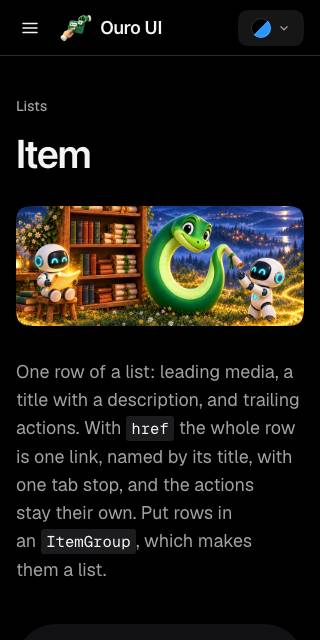 Ouro UI
Lists
Item
One row of a list: leading media, a
title with a description, and trailing
actions. With href the whole row
is one link, named by its title, with
one tab stop, and the actions
stay their own. Put rows in
an ItemGroup, which makes
them a list.